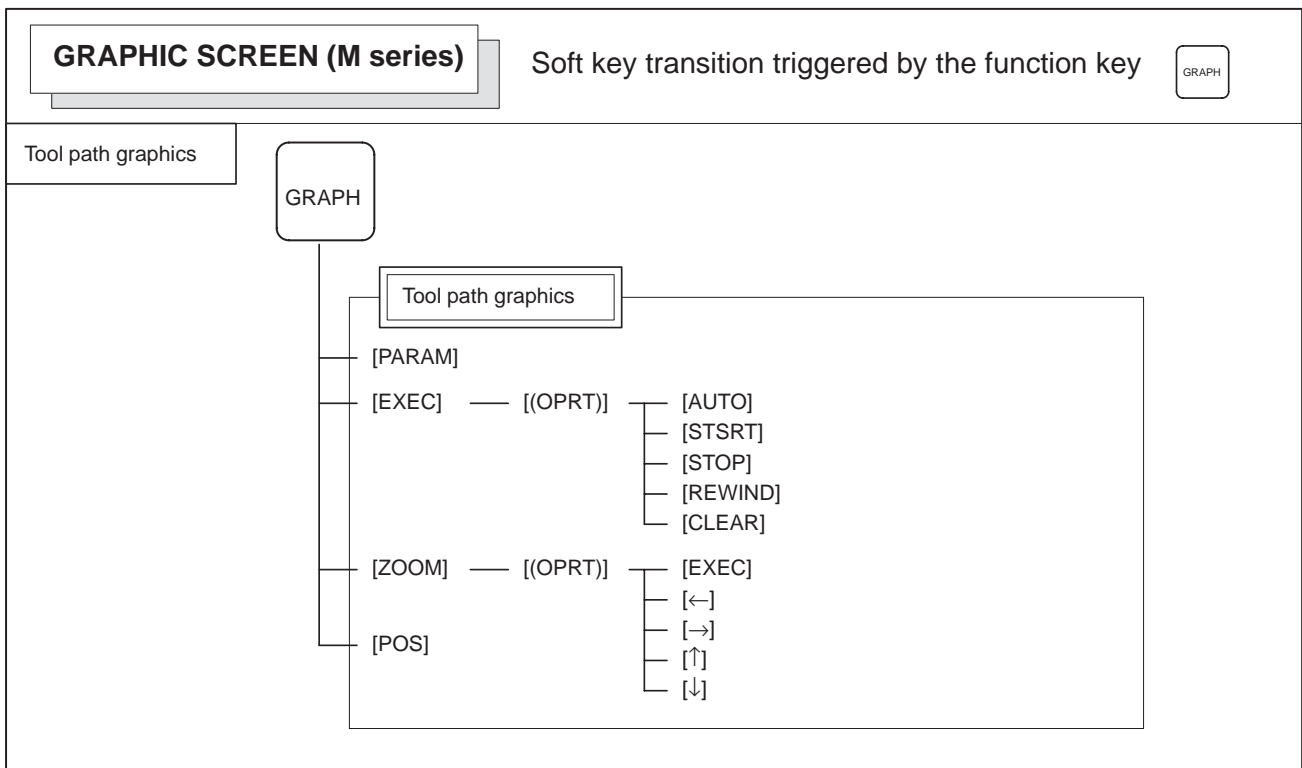 GRAPHIC SCREEN (M series)
Soft key transition triggered by the function key
GRAPH
Tool path graphics
GRAPH
Tool path graphics
[PARAM]
[EXEC] [(OPRT)] [AUTO]
[STSRT]
[STOP]
[REWIND]
[CLEAR]
[ZOOM] [(OPRT)] [EXEC]
[←]
[→]
[POS]
[↑]
[↓]